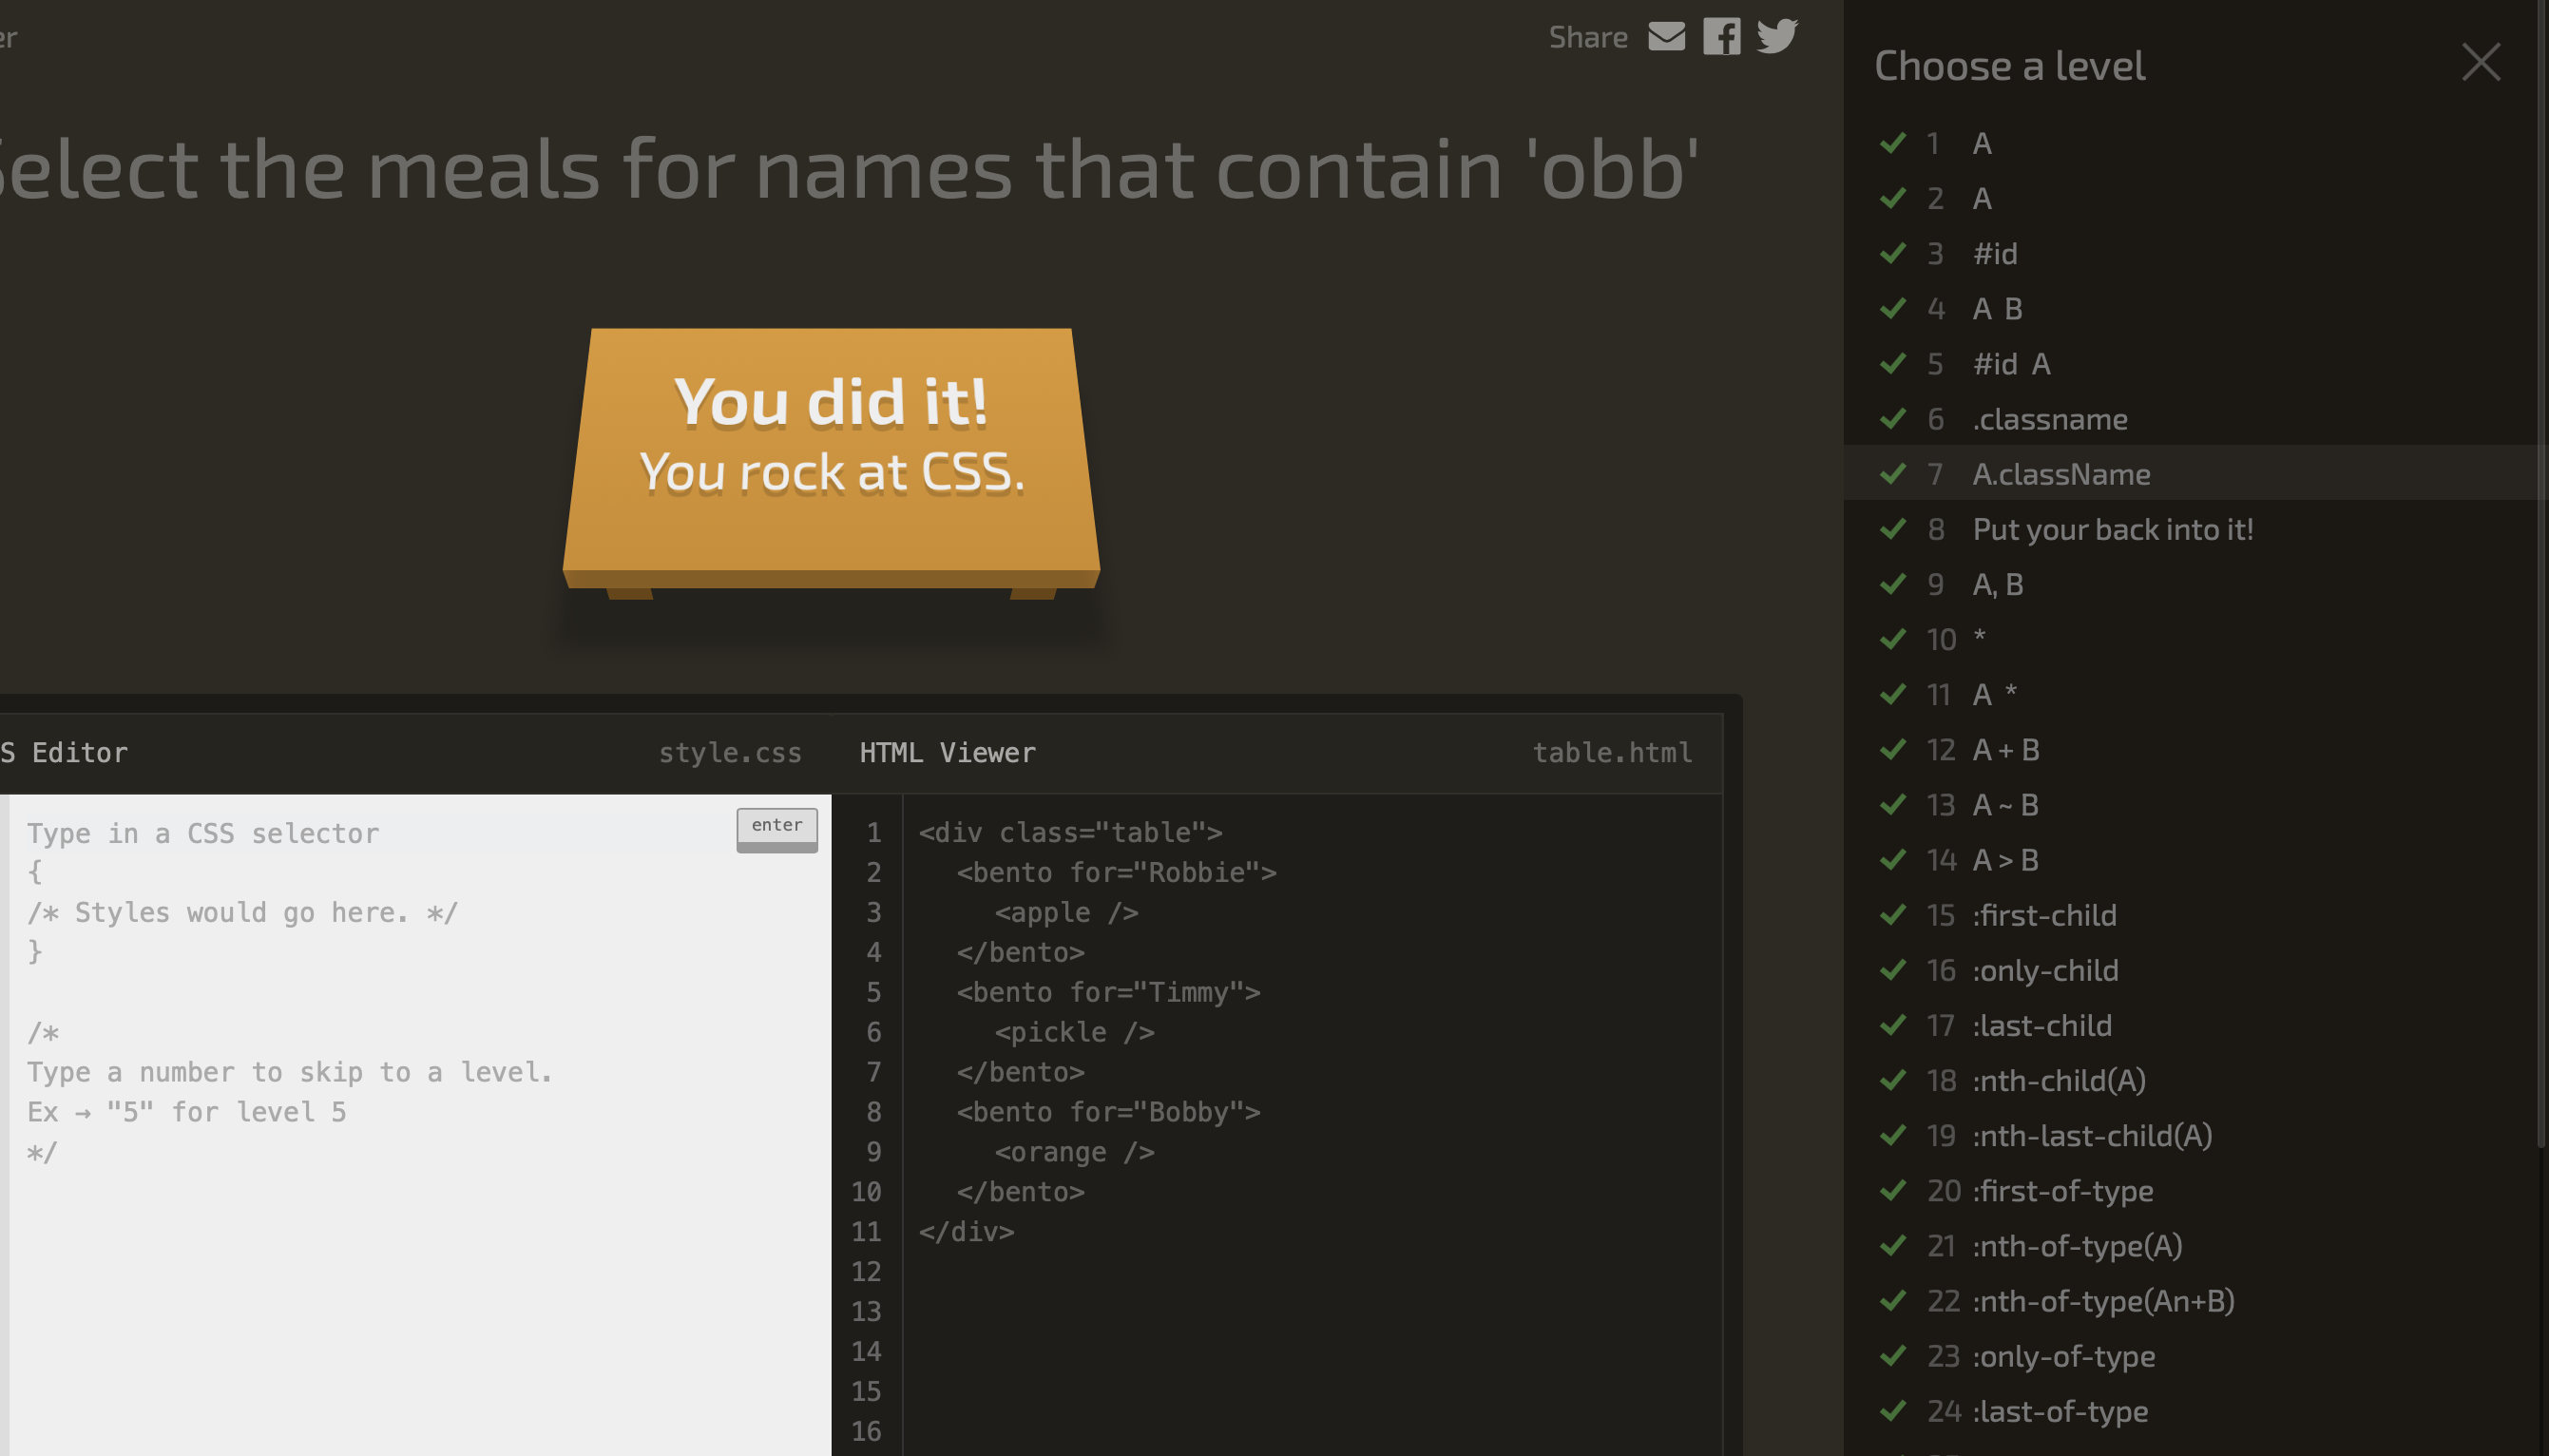 er
Share
Select the meals for names that contain 'obb'
You did it!
You rock at CSS.
S Editor
style.css
Type in a CSS selector
enter
{
/* Styles would go here. */
}
/*
Type a number to skip to a level.
Ex → "5" for level 5
*/
HTML Viewer
table.html
1 <div class="table">
2 <bento for="Robbie">
3 <apple />
4 </bento>
5 <bento for="Timmy">
6 <pickle />
7 </bento>
8 <bento for="Bobby">
9 <orange />
10 </bento>
11 </div>
12
13
14
15
16
Choose a level
1 A
2 A
3 #id
4 A B
5 #id A
6 .classname
7 A.className
8 Put your back into it!
9 A, B
10 *
11 A *
12 A + B
13 A ~ B
14 A > B
15 :first-child
16 :only-child
17 :last-child
18 :nth-child(A)
19 :nth-last-child(A)
20 :first-of-type
21 :nth-of-type(A)
22 :nth-of-type(An+B)
23 :only-of-type
24 :last-of-type